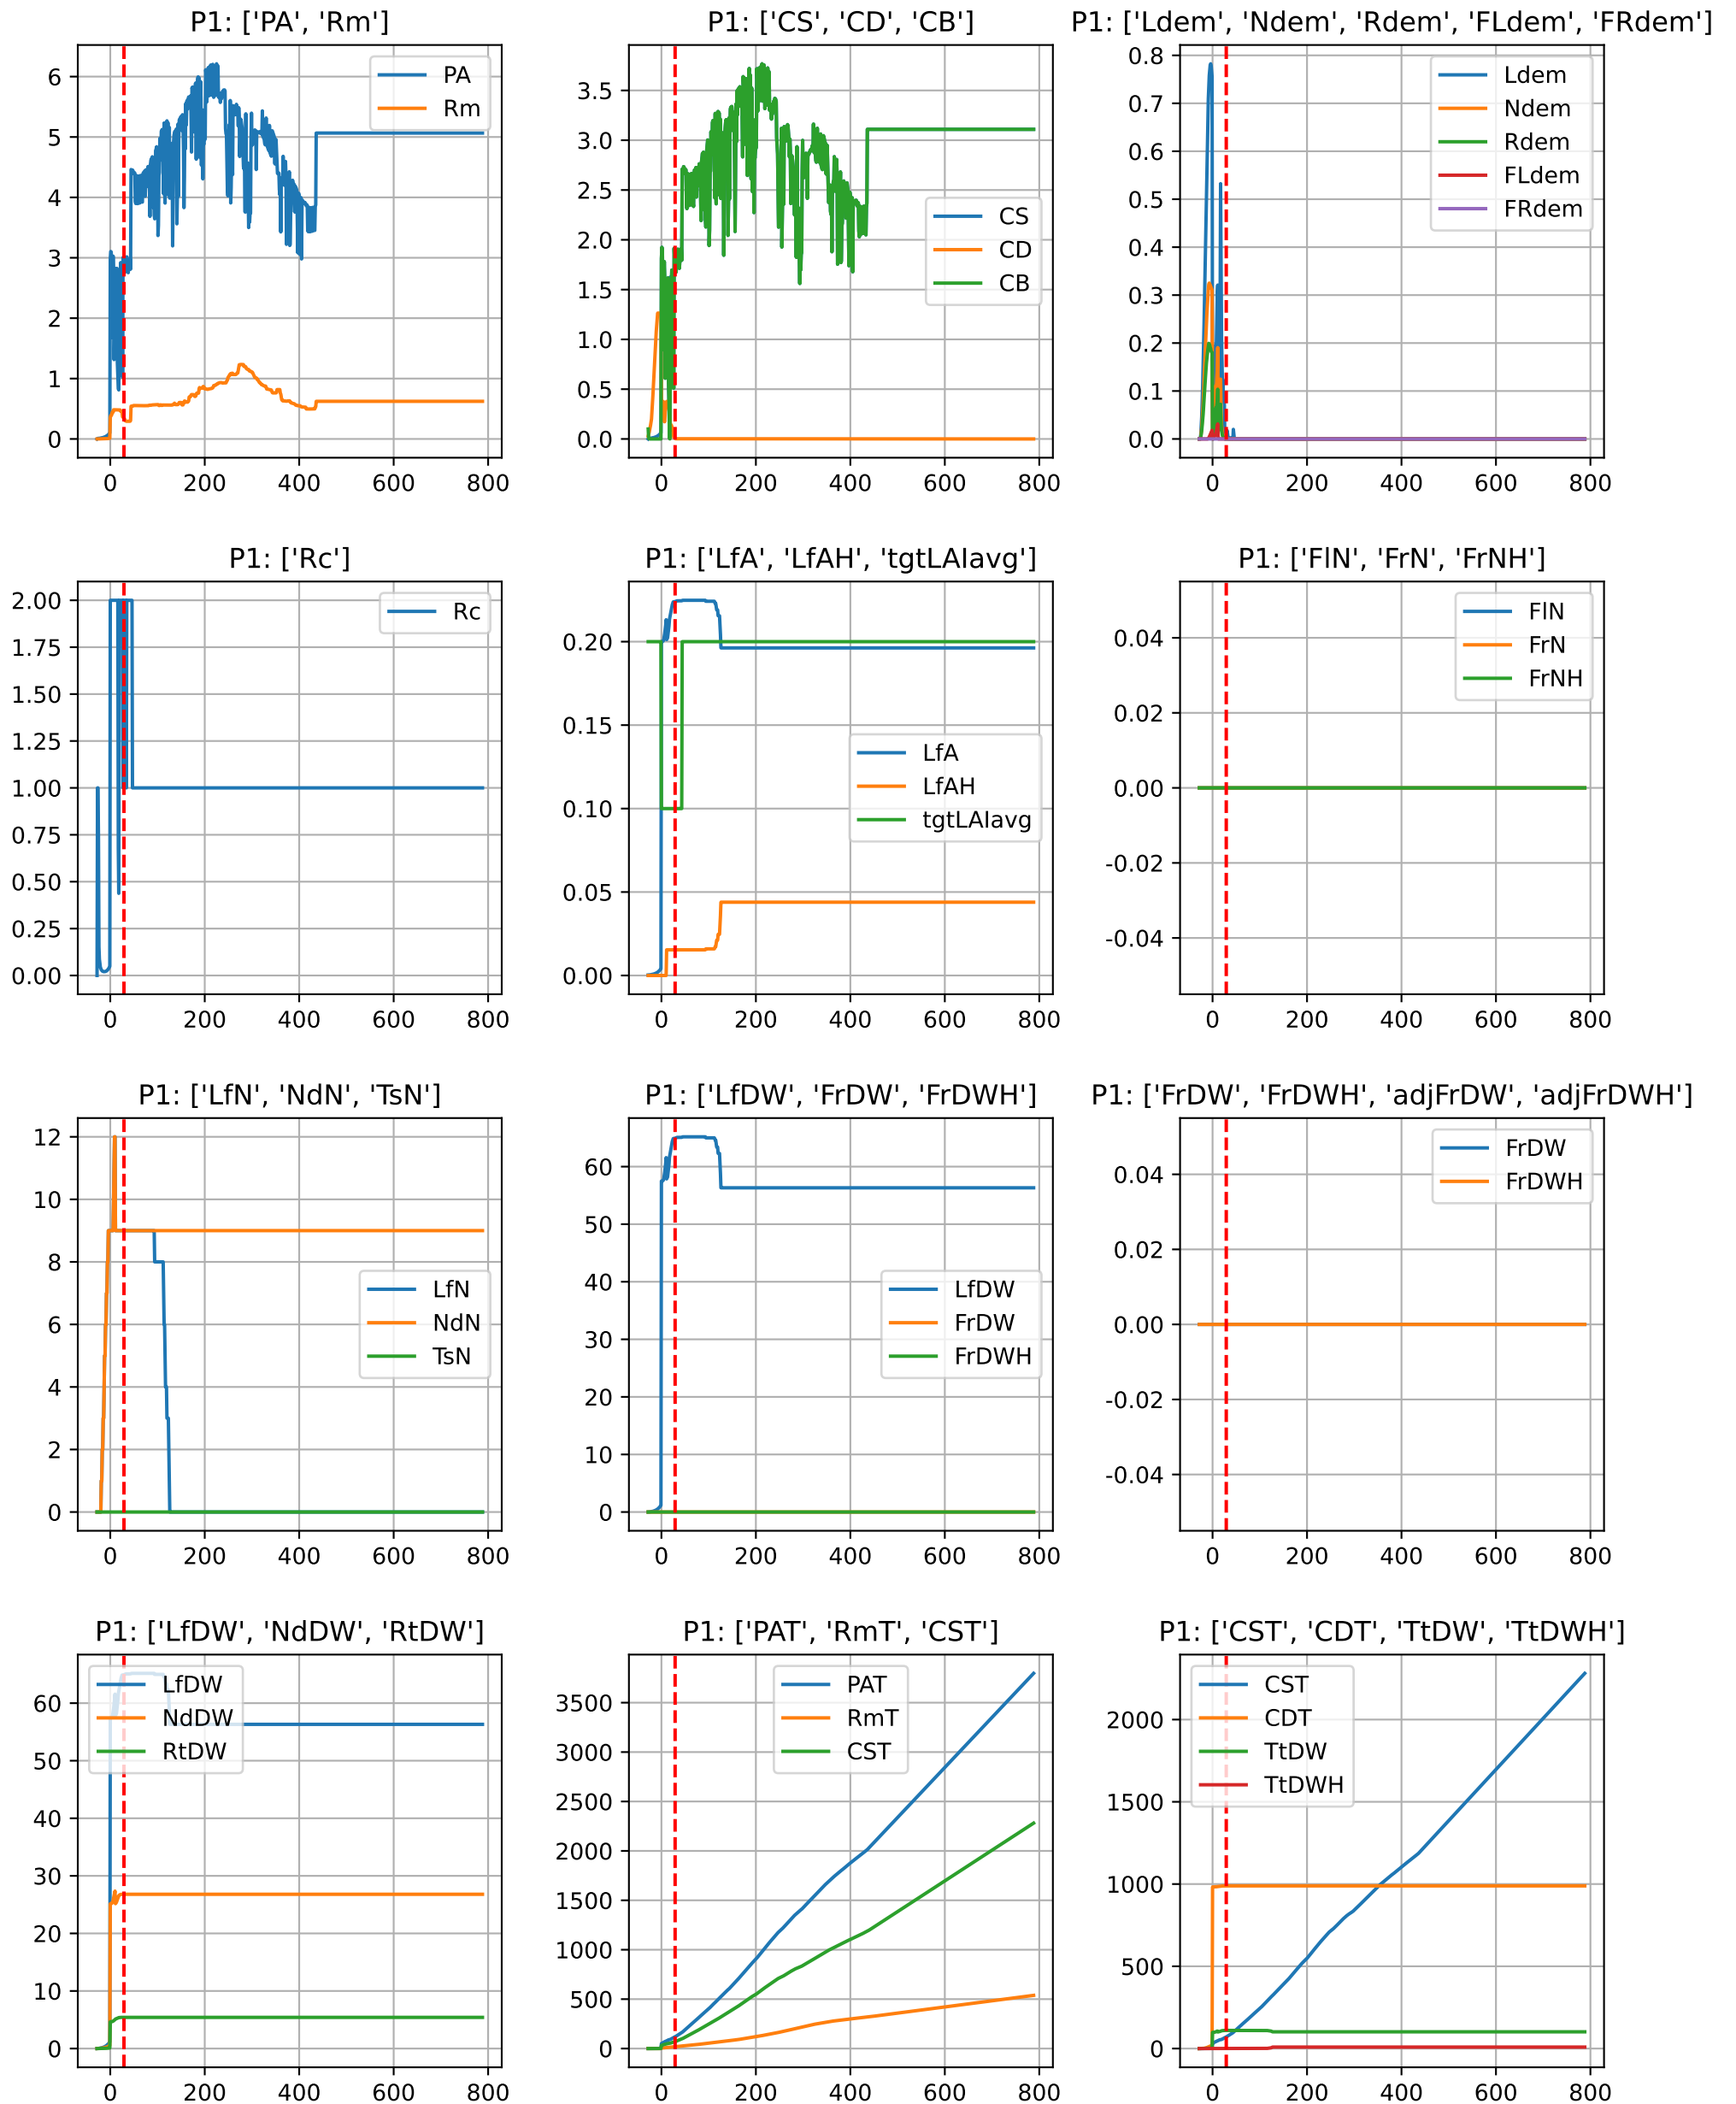 P1: ['PA', 'Rm']
6
5
4
3
2
1
0
0 200 400 600 800
PA
Rm
P1: ['CS', 'CD', 'CB']
3.5
3.0
2.5
2.0
1.5
1.0
0.5
0.0
0 200 400 600 800
CS
CD
CB
P1: ['Ldem', 'Ndem', 'Rdem', 'FLdem', 'FRdem']
0.8
0.7
0.6
0.5
0.4
0.3
0.2
0.1
0.0
0 200 400 600 800
Ldem
Ndem
Rdem
FLdem
FRdem
P1: ['Rc']
2.00
1.75
1.50
1.25
1.00
0.75
0.50
0.25
0.00
0 200 400 600 800
Rc
P1: ['LfA', 'LfAH', 'tgtLAIavg']
0.20
0.15
0.10
0.05
0.00
0 200 400 600 800
LfA
LfAH
tgtLAIavg
P1: ['FlN', 'FrN', 'FrNH']
0.04
0.02
0.00
-0.02
-0.04
0 200 400 600 800
FlN
FrN
FrNH
P1: ['LfN', 'NdN', 'TsN']
12
10
8
6
4
2
0
0 200 400 600 800
LfN
NdN
TsN
P1: ['LfDW', 'FrDW', 'FrDWH']
60
50
40
30
20
10
0
0 200 400 600 800
LfDW
FrDW
FrDWH
P1: ['FrDW', 'FrDWH', 'adjFrDW', 'adjFrDWH']
0.04
0.02
0.00
-0.02
-0.04
0 200 400 600 800
FrDW
FrDWH
P1: ['LfDW', 'NdDW', 'RtDW']
60
50
40
30
20
10
0
0 200 400 600 800
LfDW
NdDW
RtDW
P1: ['PAT', 'RmT', 'CST']
3500
3000
2500
2000
1500
1000
500
0
0 200 400 600 800
PAT
RmT
CST
P1: ['CST', 'CDT', 'TtDW', 'TtDWH']
2000
1500
1000
500
0
0 200 400 600 800
CST
CDT
TtDW
TtDWH